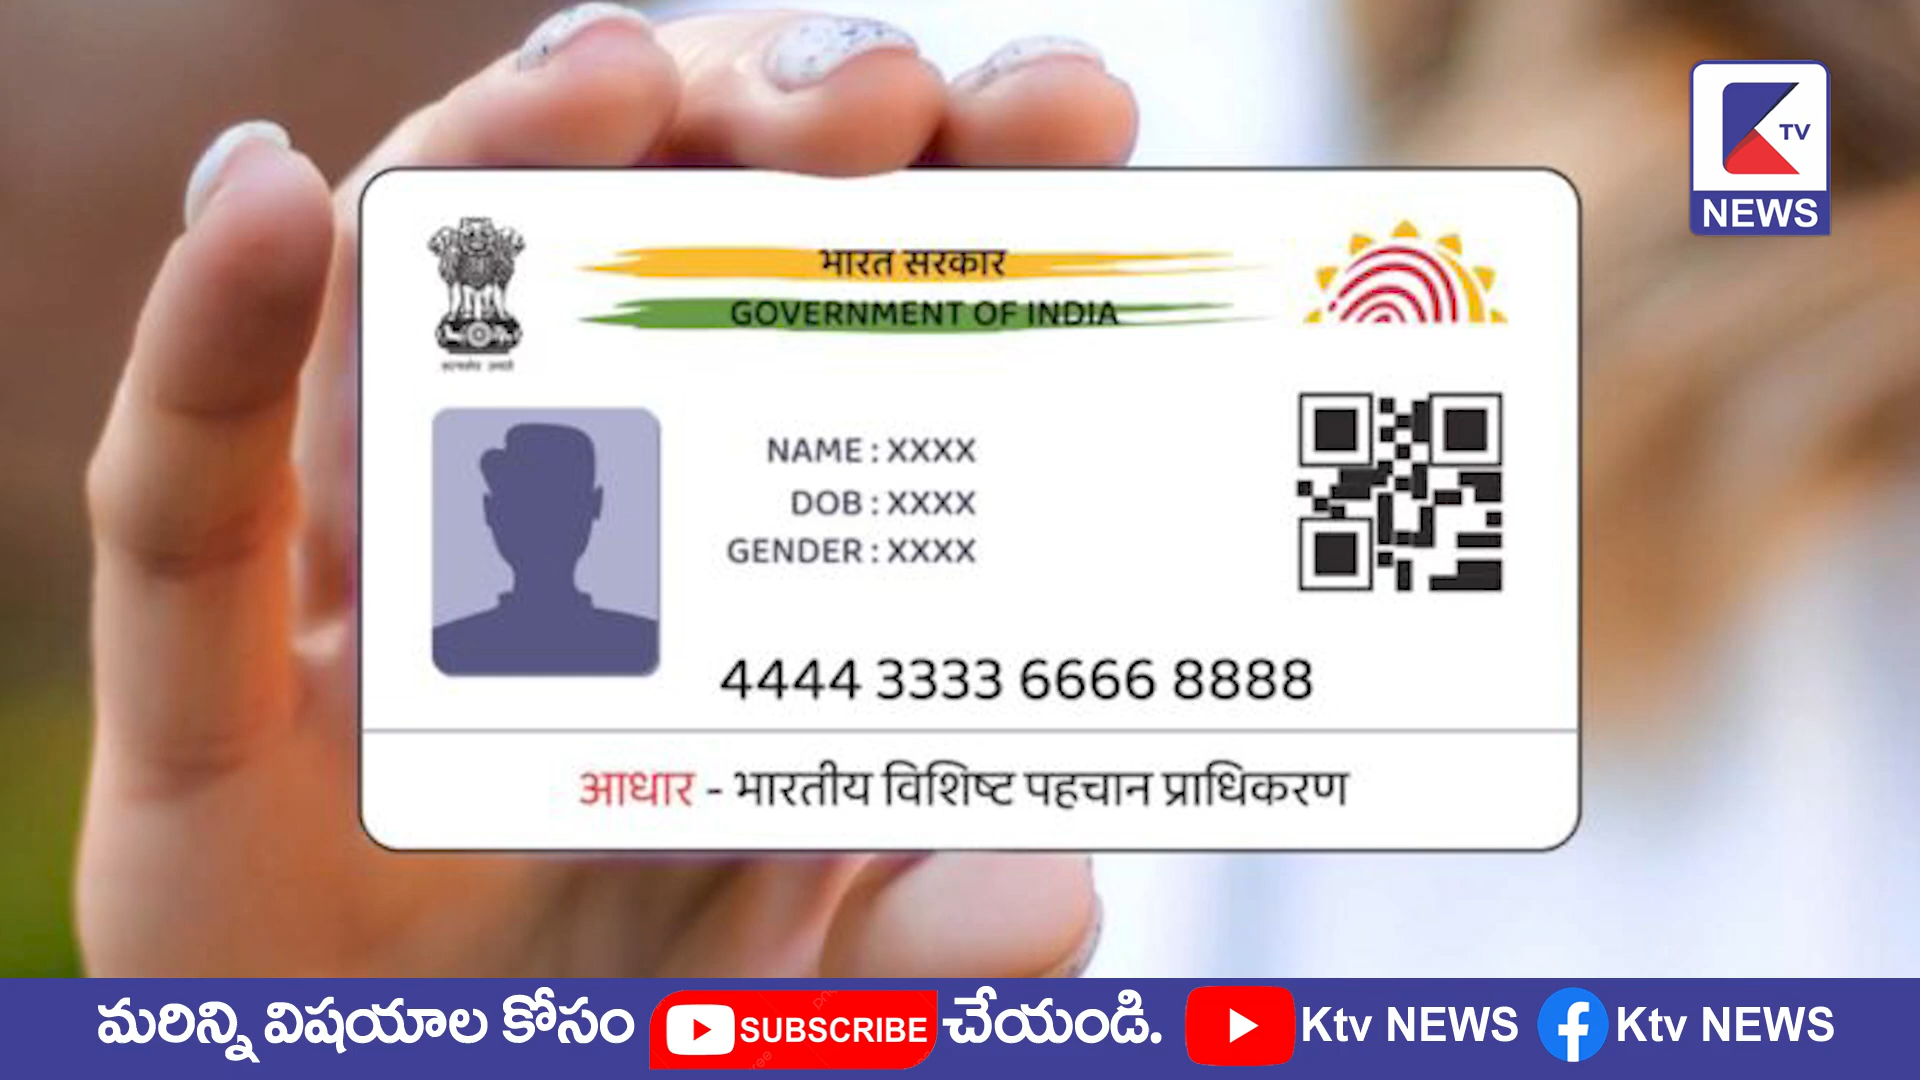 K TV
NEWS
भारत सरकार
GOVERNMENT OF INDIA
NAME : XXXX
DOB : XXXX
GENDER : XXXX
4444 3333 6666 8888
आधार - भारतीय विशिष्ट पहचान प्राधिकरण
మరిన్ని విషయాల కోసం SUBSCRIBE చేయండి. Ktv NEWS Ktv NEWS